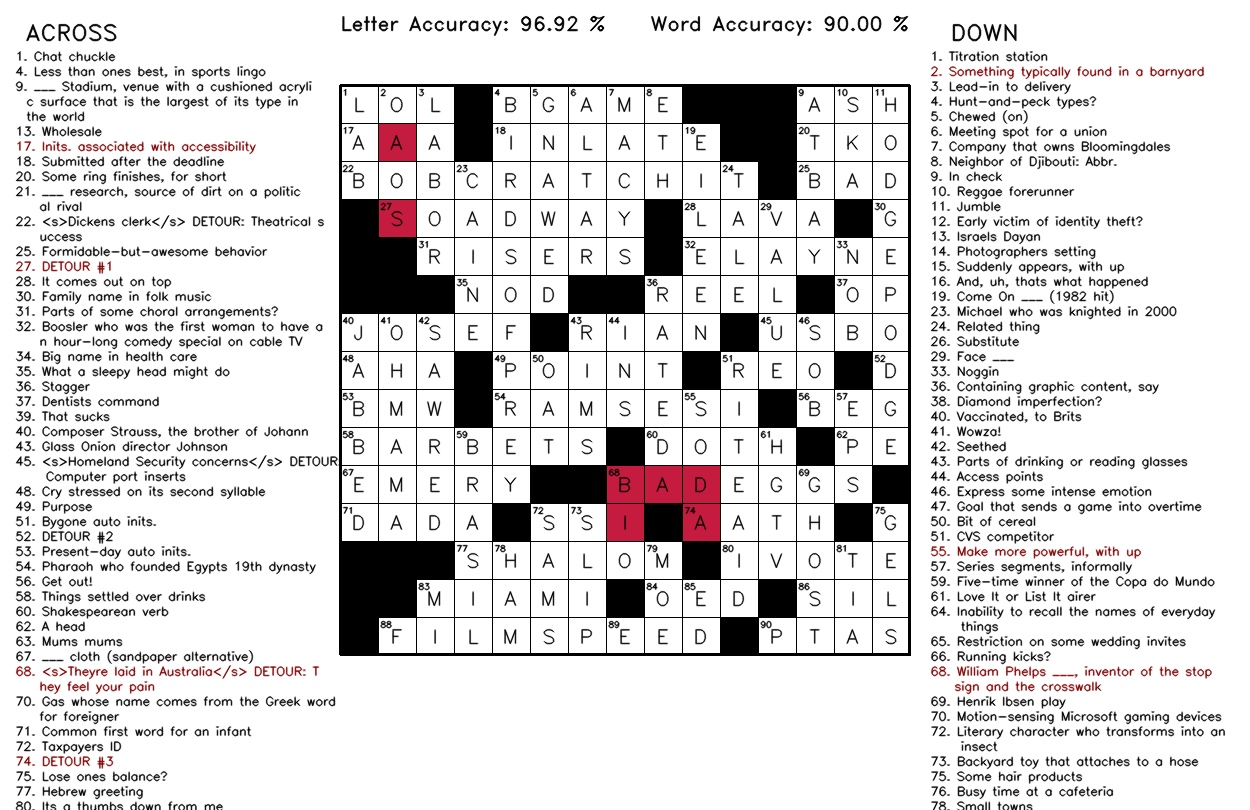 Letter Accuracy: 96.92 %
Word Accuracy: 90.00 %
ACROSS
1. Chat chuckle
4. Less than ones best, in sports lingo
9. ___ Stadium, venue with a cushioned acryli
c surface that is the largest of its type in
the world
13. Wholesale
17. Inits. associated with accessibility
18. Submitted after the deadline
20. Some ring finishes, for short
21. ___ research, source of dirt on a politic
al rival
22. <s>Dickens clerk</s> DETOUR: Theatrical s
uccess
25. Formidable-but-awesome behavior
27. DETOUR #1
28. It comes out on top
30. Family name in folk music
31. Parts of some choral arrangements?
32. Boosler who was the first woman to have a
n hour-long comedy special on cable TV
34. Big name in health care
35. What a sleepy head might do
36. Stagger
37. Dentists command
39. That sucks
40. Composer Strauss, the brother of Johann
43. Glass Onion director Johnson
45. <s>Homeland Security concerns</s> DETOUR
Computer port inserts
48. Cry stressed on its second syllable
49. Purpose
51. Bygone auto inits.
52. DETOUR #2
53. Present-day auto inits.
54. Pharaoh who founded Egypts 19th dynasty
56. Get out!
58. Things settled over drinks
60. Shakespearean verb
62. A head
63. Mums mums
67. ___ cloth (sandpaper alternative)
68. <s>Theyre laid in Australia</s> DETOUR: T
hey feel your pain
70. Gas whose name comes from the Greek word
for foreigner
71. Common first word for an infant
72. Taxpayers ID
74. DETOUR #3
75. Lose ones balance?
77. Hebrew greeting
80. Its a thumbs down from me
1 L 2 O 3 L 4 B 5 G 6 A 7 M 8 E 9 A 10 S 11 H
17 A A A 18 I N L A T 19 E 20 T K O
22 B O B 23 C R A T C H I 24 T 25 B A D
27 S O A D W A Y 28 L A 29 V A 30 G
31 R I S E R S 32 E L A Y 33 N E
35 N O D 36 R E E L 37 O P
40 J 41 O 42 S E F 43 R 44 I A N 45 U 46 S B O
48 A H A 49 P 50 O I N T 51 R E O 52 D
53 B M W 54 R A M S E 55 S I 56 B 57 E G
58 B A R 59 B E T S 60 D O T 61 H 62 P E
67 E M E R Y 68 B A D E G 69 G S
71 D A D A 72 S 73 S I 74 A A T H 75 G
77 S 78 H A L O 79 M 80 I V O 81 T E
83 M I A M I 84 O 85 E D 86 S I L
88 F I L M S P 89 E E D 90 P T A S
DOWN
1. Titration station
2. Something typically found in a barnyard
3. Lead-in to delivery
4. Hunt-and-peck types?
5. Chewed (on)
6. Meeting spot for a union
7. Company that owns Bloomingdales
8. Neighbor of Djibouti: Abbr.
9. In check
10. Reggae forerunner
11. Jumble
12. Early victim of identity theft?
13. Israels Dayan
14. Photographers setting
15. Suddenly appears, with up
16. And, uh, thats what happened
19. Come On ___ (1982 hit)
23. Michael who was knighted in 2000
24. Related thing
26. Substitute
29. Face ___
33. Noggin
36. Containing graphic content, say
38. Diamond imperfection?
40. Vaccinated, to Brits
41. Wowza!
42. Seethed
43. Parts of drinking or reading glasses
44. Access points
46. Express some intense emotion
47. Goal that sends a game into overtime
50. Bit of cereal
51. CVS competitor
55. Make more powerful, with up
57. Series segments, informally
59. Five-time winner of the Copa do Mundo
61. Love It or List It airer
64. Inability to recall the names of everyday
things
65. Restriction on some wedding invites
66. Running kicks?
68. William Phelps ___, inventor of the stop
sign and the crosswalk
69. Henrik Ibsen play
70. Motion-sensing Microsoft gaming devices
72. Literary character who transforms into an
insect
73. Backyard toy that attaches to a hose
75. Some hair products
76. Busy time at a cafeteria
78. Small towns